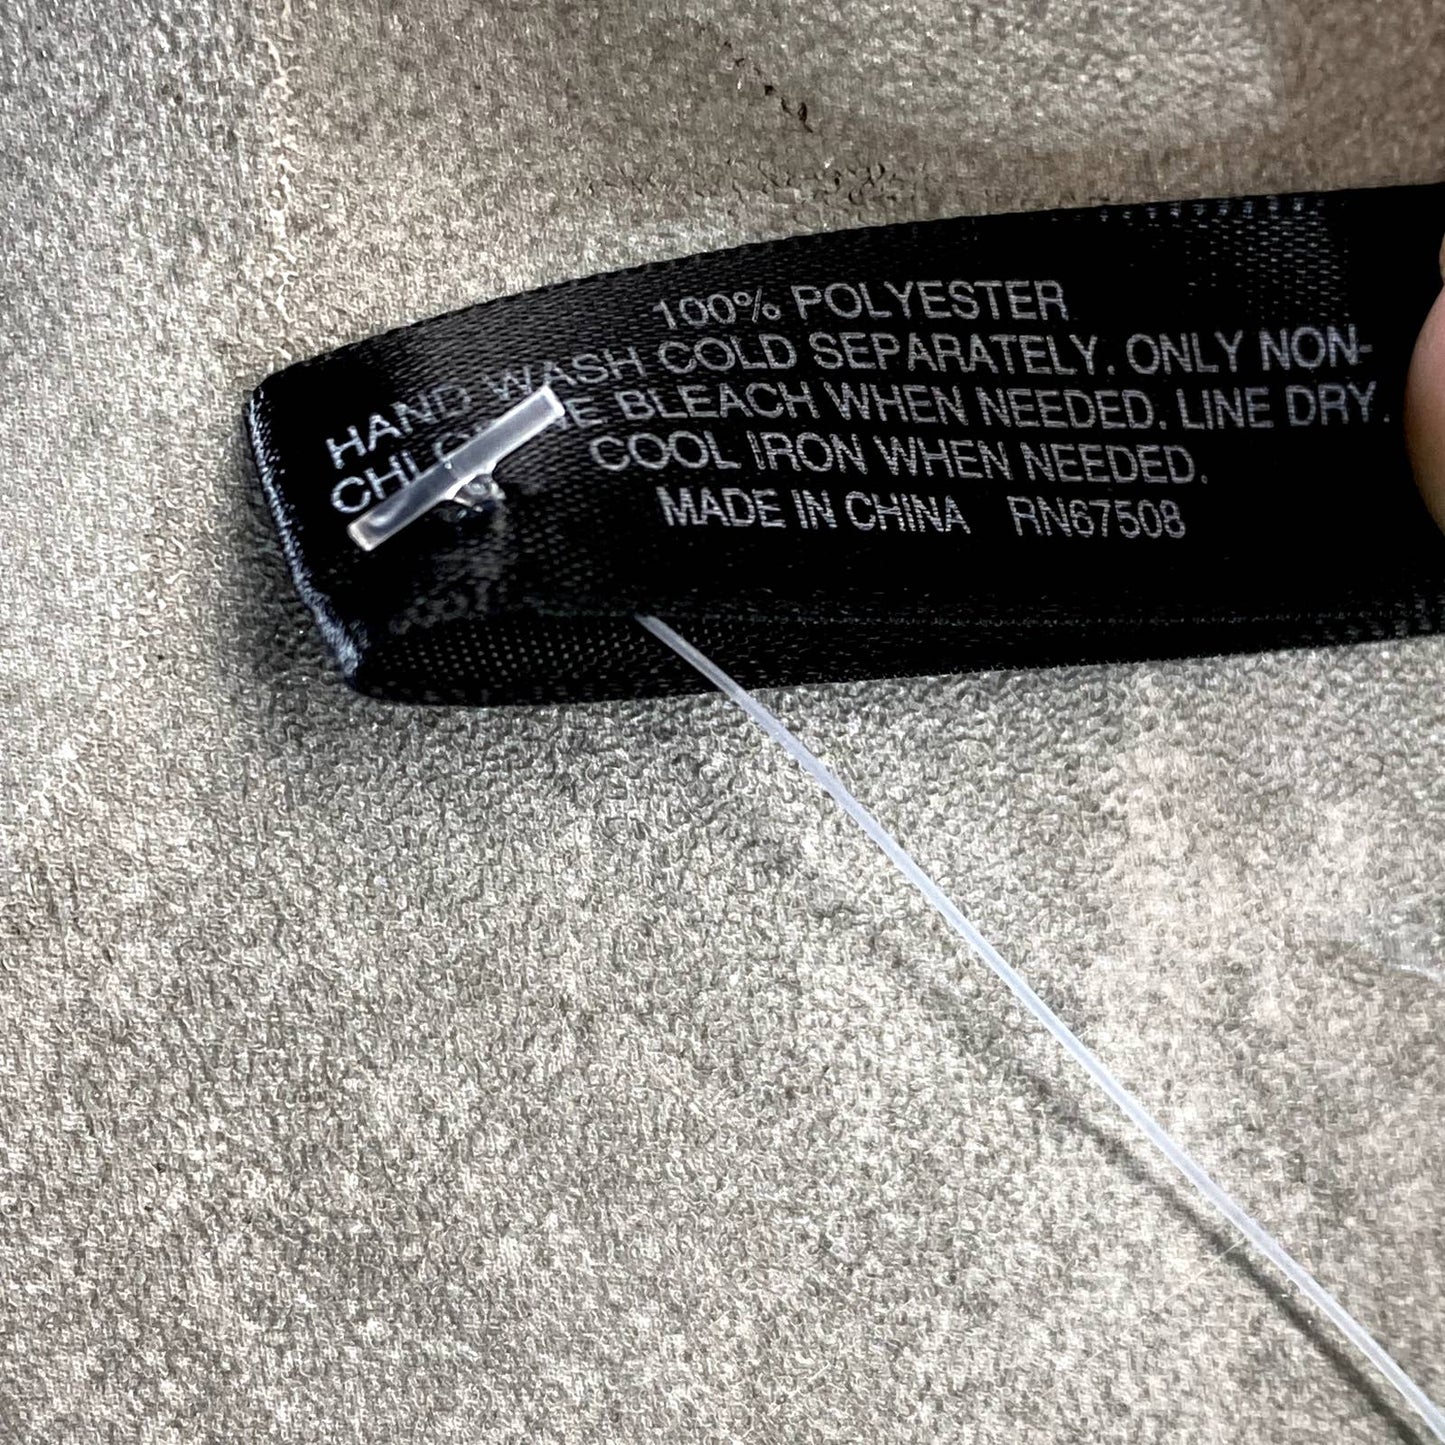 100% POLYESTER
HAND WASH COLD SEPARATELY. ONLY NON-
CHLORINE BLEACH WHEN NEEDED. LINE DRY.
COOL IRON WHEN NEEDED.
MADE IN CHINA RN67508